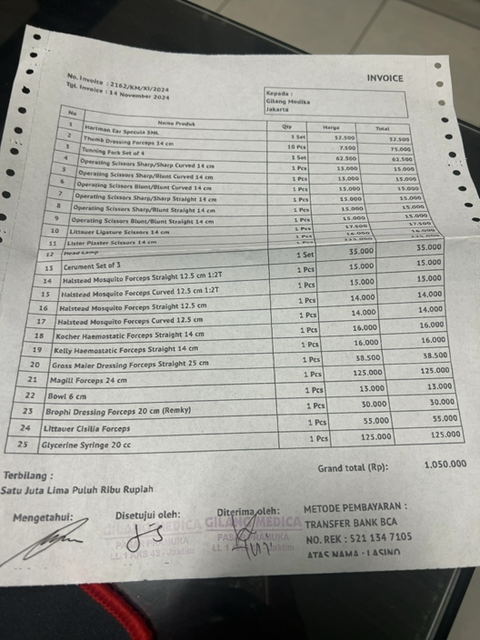 INVOICE
No. Invoice : 2162/KM/XI/2024
Tgl. Invoice : 14 November 2024
Kepada :
Gilang Medika
Jakarta
No Nama Produk Qty Harga Total
1 Hartman Ear Specula SNL 1 Set 52.500 52.500
2 Thumb Dressing Forceps 14 cm 10 Pcs 7.500 75.000
3 Tunning Fork Set of 4 1 Set 62.500 62.500
4 Operating Scissors Sharp/Sharp Curved 14 cm 1 Pcs 15.000 15.000
5 Operating Scissors Sharp/Blunt Curved 14 cm 1 Pcs 15.000 15.000
6 Operating Scissors Blunt/Blunt Curved 14 cm 1 Pcs 15.000 15.000
7 Operating Scissors Sharp/Sharp Straight 14 cm 1 Pcs 15.000 15.000
8 Operating Scissors Sharp/Blunt Straight 14 cm 1 Pcs 15.000 15.000
9 Operating Scissors Blunt/Blunt Straight 14 cm 1 Pcs 15.000 15.000
10 Littauer Ligature Scissors 14 cm 1 Pcs 17.500 17.500
11 Lister Plaster Scissors 14 cm 1 Pcs 16.000 16.000
12 Head Lamp
13 Cerument Set of 3 1 Set 35.000 35.000
14 Halstead Mosquito Forceps Straight 12.5 cm 1:2T 1 Pcs 15.000 15.000
15 Halstead Mosquito Forceps Curved 12.5 cm 1:2T 1 Pcs 15.000 15.000
16 Halstead Mosquito Forceps Straight 12.5 cm 1 Pcs 14.000 14.000
17 Halstead Mosquito Forceps Curved 12.5 cm 1 Pcs 14.000 14.000
18 Kocher Haemostatic Forceps Straight 14 cm 1 Pcs 16.000 16.000
19 Kelly Haemostatic Forceps Straight 14 cm 1 Pcs 16.000 16.000
20 Gross Maier Dressing Forceps Straight 25 cm 1 Pcs 38.500 38.500
21 Magill Forceps 24 cm 1 Pcs 125.000 125.000
22 Bowl 6 cm 1 Pcs 13.000 13.000
23 Brophi Dressing Forceps 20 cm (Remky) 1 Pcs 30.000 30.000
24 Littauer Cisilia Forceps 1 Pcs 55.000 55.000
25 Glycerine Syringe 20 cc 1 Pcs 125.000 125.000
Grand total (Rp): 1.050.000
Terbilang :
Satu Juta Lima Puluh Ribu Rupiah
Mengetahui: Disetujui oleh: Diterima oleh:
GILANG MEDICA
METODE PEMBAYARAN :
TRANSFER BANK BCA
NO. REK : 521 134 7105
ATAS NAMA : LASINO